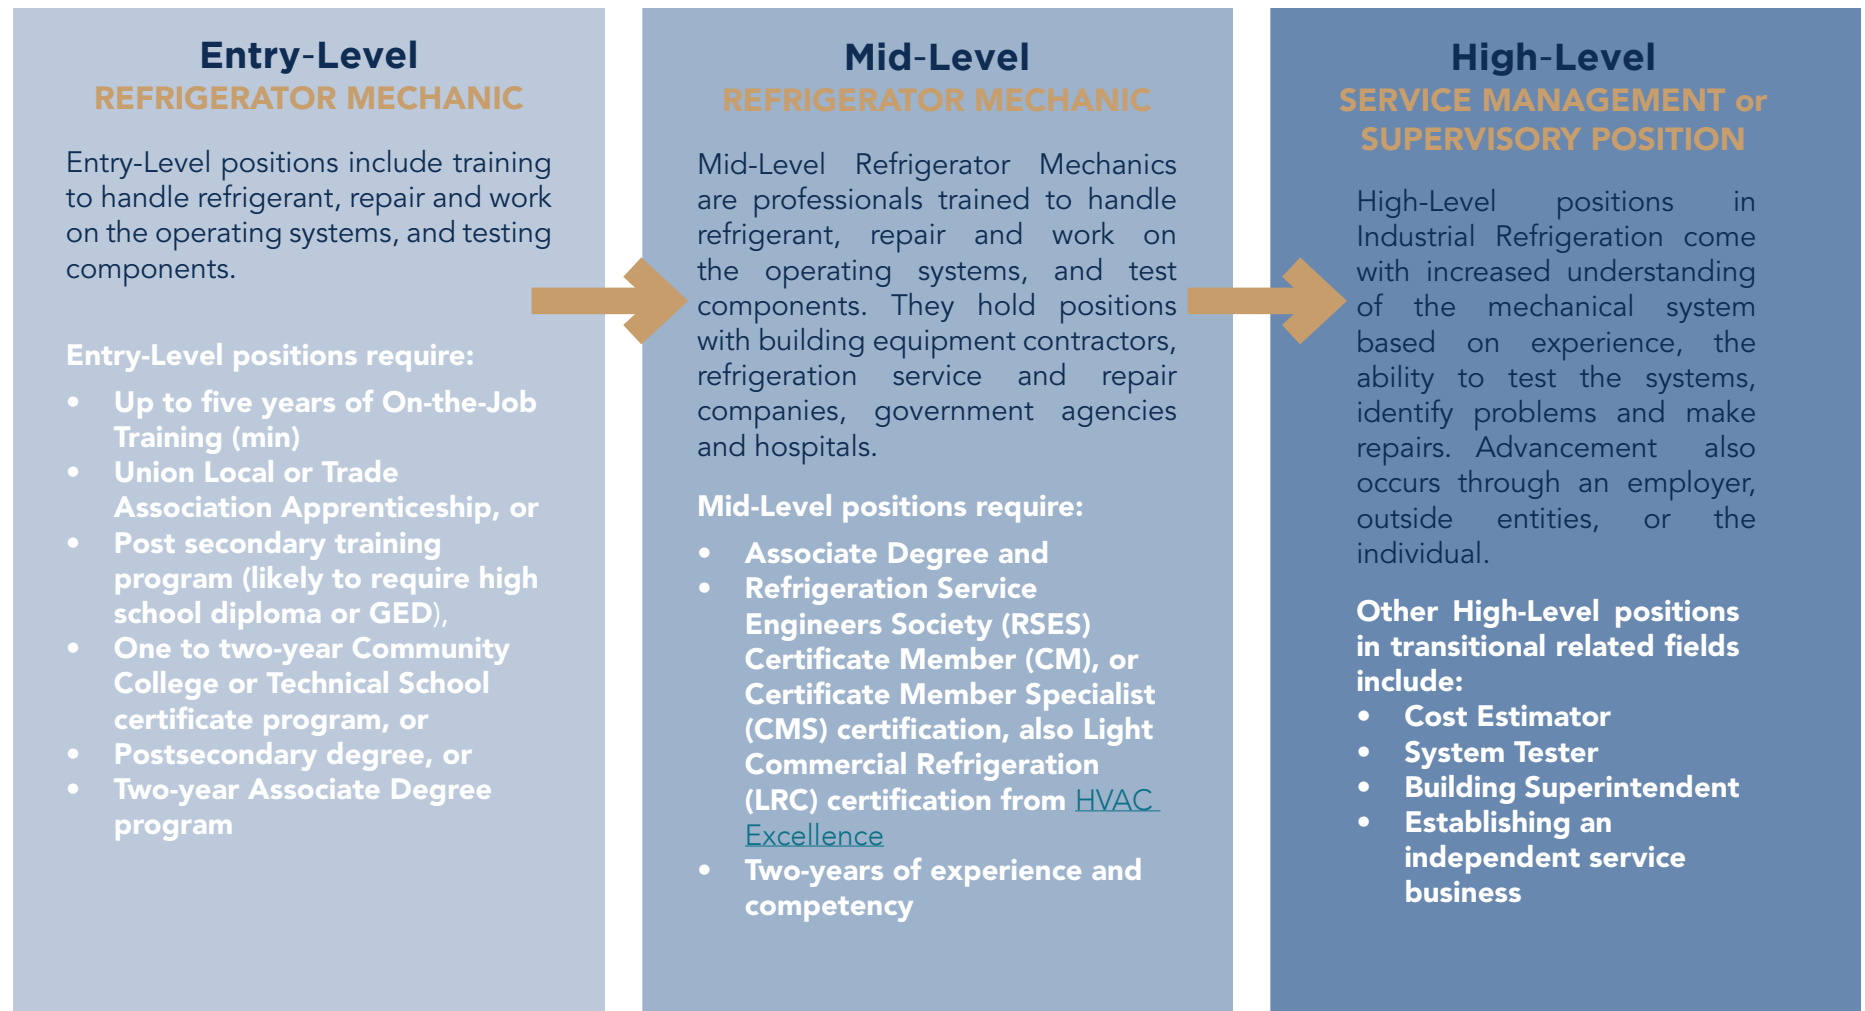 Entry-Level
REFRIGERATOR MECHANIC
Entry-Level positions include training
to handle refrigerant, repair and work
on the operating systems, and testing
components.
Entry-Level positions require:
• Up to five years of On-the-Job
Training (min)
• Union Local or Trade
Association Apprenticeship, or
• Post secondary training
program (likely to require high
school diploma or GED),
• One to two-year Community
College or Technical School
certificate program, or
• Postsecondary degree, or
• Two-year Associate Degree
program
Mid-Level
REFRIGERATOR MECHANIC
Mid-Level Refrigerator Mechanics
are professionals trained to handle
refrigerant, repair and work on
the operating systems, and test
components. They hold positions
with building equipment contractors,
refrigeration service and repair
companies, government agencies
and hospitals.
Mid-Level positions require:
• Associate Degree and
• Refrigeration Service
Engineers Society (RSES)
Certificate Member (CM), or
Certificate Member Specialist
(CMS) certification, also Light
Commercial Refrigeration
(LRC) certification from HVAC
Excellence
• Two-years of experience and
competency
High-Level
SERVICE MANAGEMENT or
SUPERVISORY POSITION
High-Level positions in
Industrial Refrigeration come
with increased understanding
of the mechanical system
based on experience, the
ability to test the systems,
identify problems and make
repairs. Advancement also
occurs through an employer,
outside entities, or the
individual.
Other High-Level positions
in transitional related fields
include:
• Cost Estimator
• System Tester
• Building Superintendent
• Establishing an
independent service
business